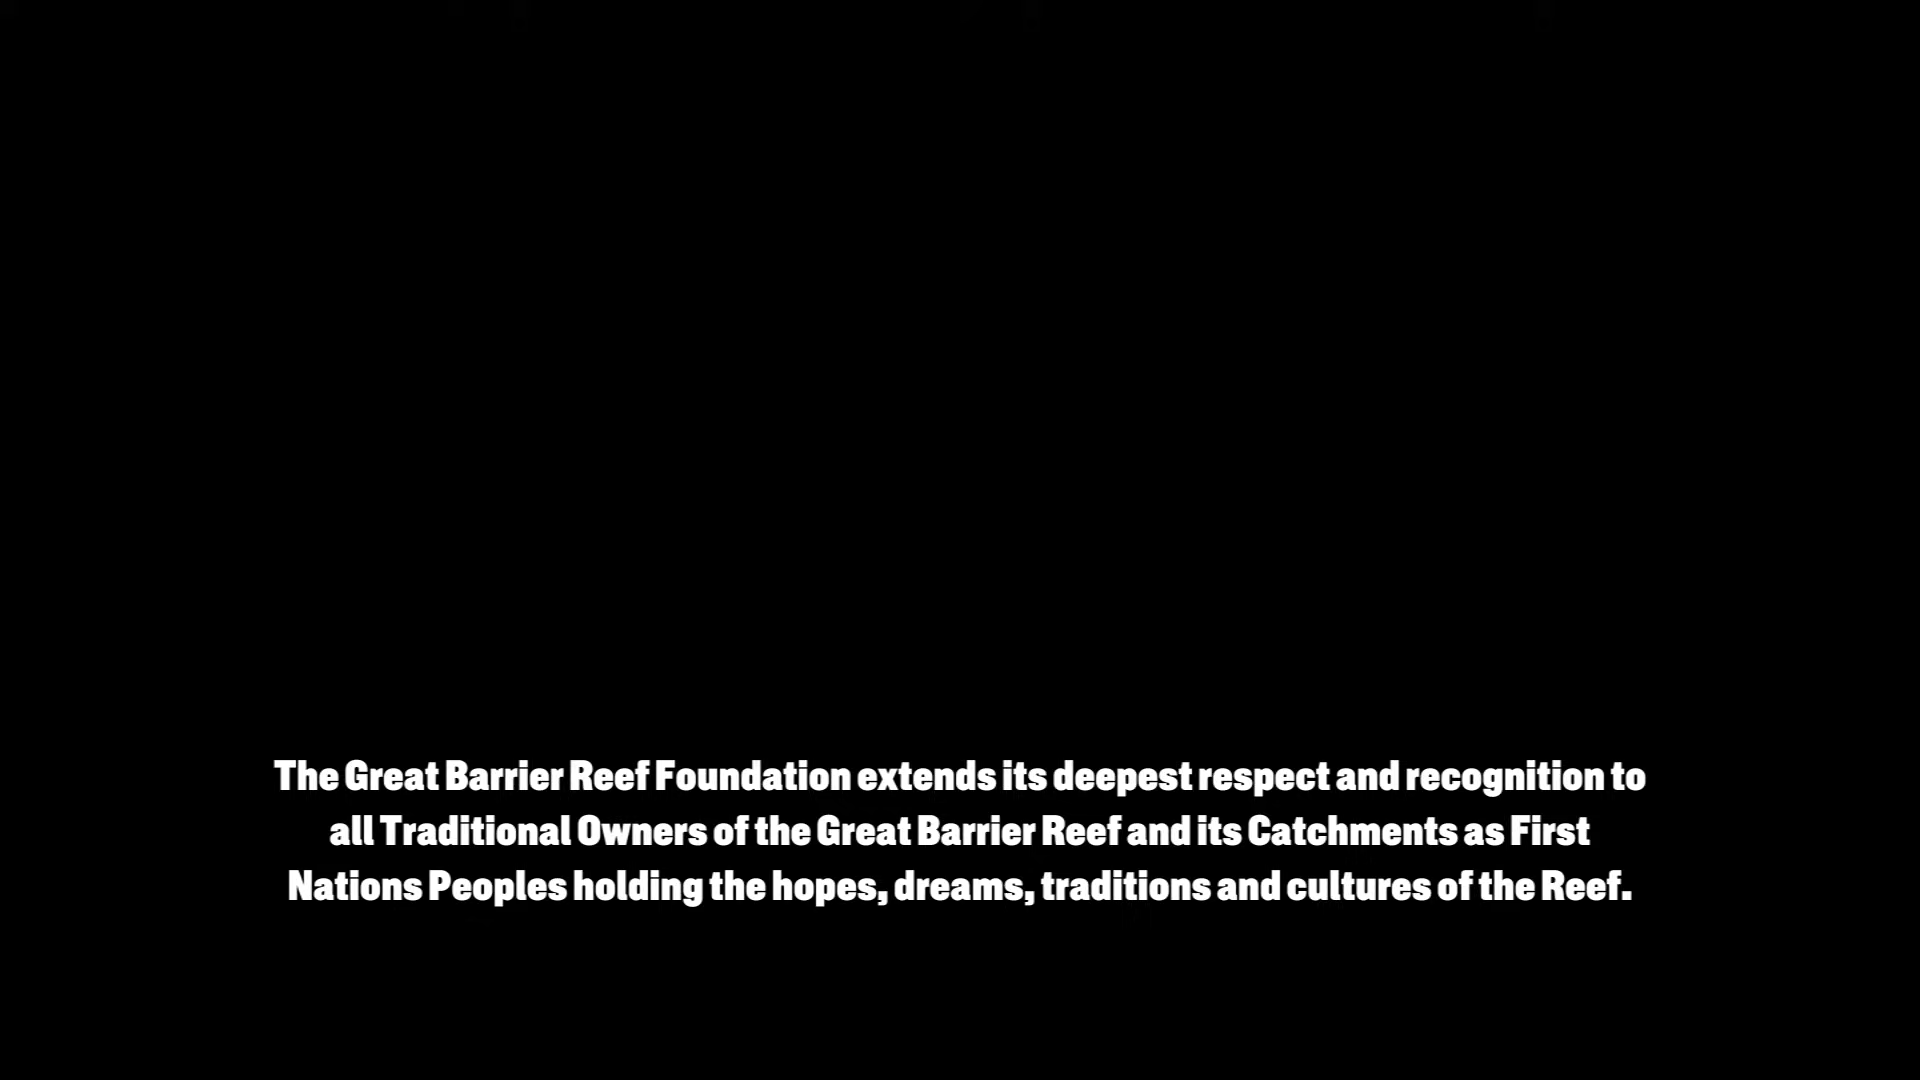 The Great Barrier Reef Foundation extends its deepest respect and recognition to
all Traditional Owners of the Great Barrier Reef and its Catchments as First
Nations Peoples holding the hopes, dreams, traditions and cultures of the Reef.